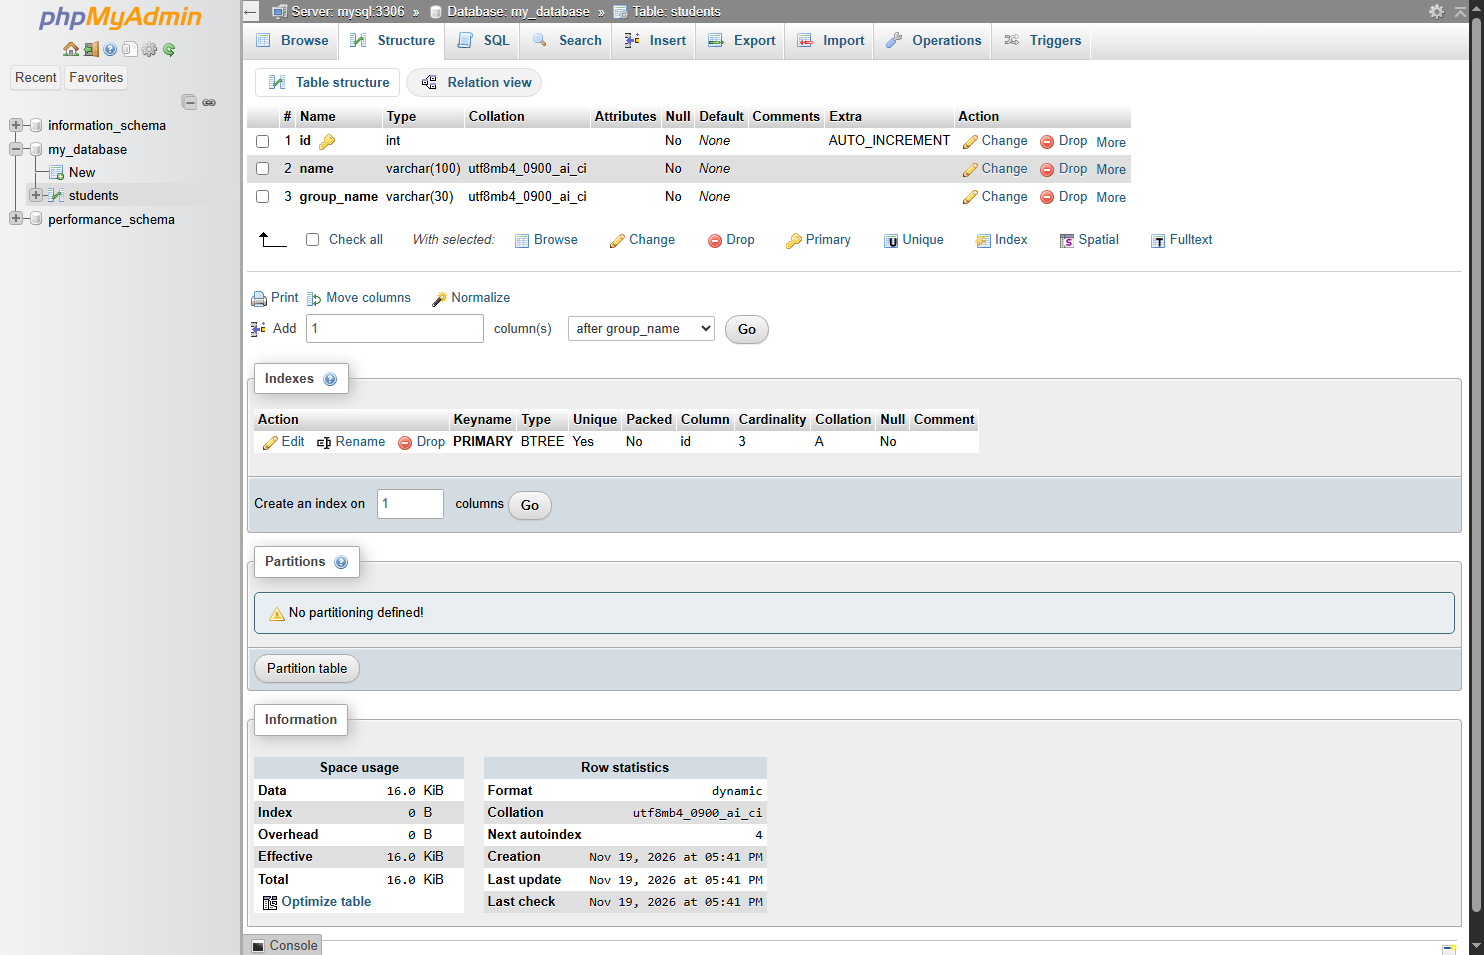 phpMyAdmin
Recent Favorites
information_schema
my_database
New
students
performance_schema
Server: mysql:3306 » Database: my_database » Table: students
Browse Structure SQL Search Insert Export Import Operations Triggers
Table structure Relation view
# Name Type Collation Attributes Null Default Comments Extra Action
1 id int No None AUTO_INCREMENT Change Drop More
2 name varchar(100) utf8mb4_0900_ai_ci No None Change Drop More
3 group_name varchar(30) utf8mb4_0900_ai_ci No None Change Drop More
Check all With selected: Browse Change Drop Primary Unique Index Spatial Fulltext
Print Move columns Normalize
Add 1 column(s) after group_name Go
Indexes
Action Keyname Type Unique Packed Column Cardinality Collation Null Comment
Edit Rename Drop PRIMARY BTREE Yes No id 3 A No
Create an index on 1 columns Go
Partitions
No partitioning defined!
Partition table
Information
Space usage
Data 16.0 KiB
Index 0 B
Overhead 0 B
Effective 16.0 KiB
Total 16.0 KiB
Optimize table
Row statistics
Format dynamic
Collation utf8mb4_0900_ai_ci
Next autoindex 4
Creation Nov 19, 2026 at 05:41 PM
Last update Nov 19, 2026 at 05:41 PM
Last check Nov 19, 2026 at 05:41 PM
Console